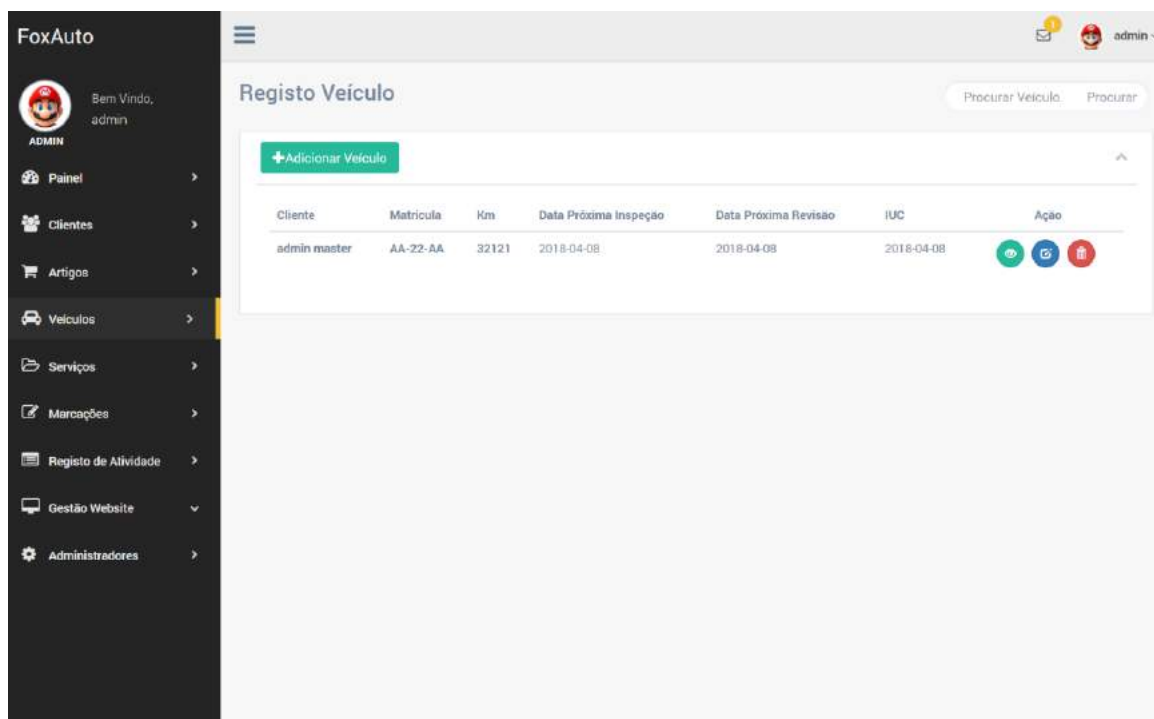 FoxAuto
1
admin
Bem Vindo,
admin
ADMIN
Registo Veículo
Procurar Veículo.
Procurar
Painel
Clientes
Artigos
Veículos
Serviços
Marcações
Registo de Atividade
Gestão Website
Administradores
Adicionar Veículo
Cliente Matricula Km Data Próxima Inspeção Data Próxima Revisão IUC Ação
admin master AA-22-AA 32121 2018-04-08 2018-04-08 2018-04-08